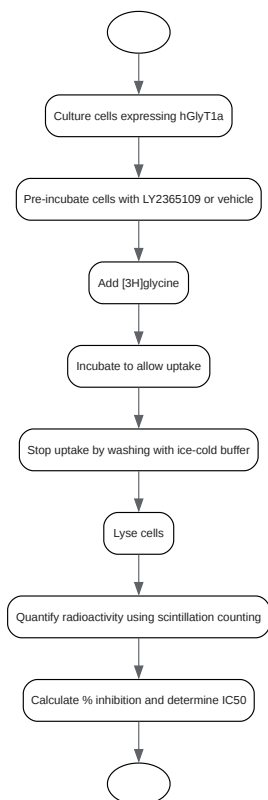 Culture cells expressing hGlyT1a
Pre-incubate cells with LY2365109 or vehicle
Add [3H]glycine
Incubate to allow uptake
Stop uptake by washing with ice-cold buffer
Lyse cells
Quantify radioactivity using scintillation counting
Calculate % inhibition and determine IC50